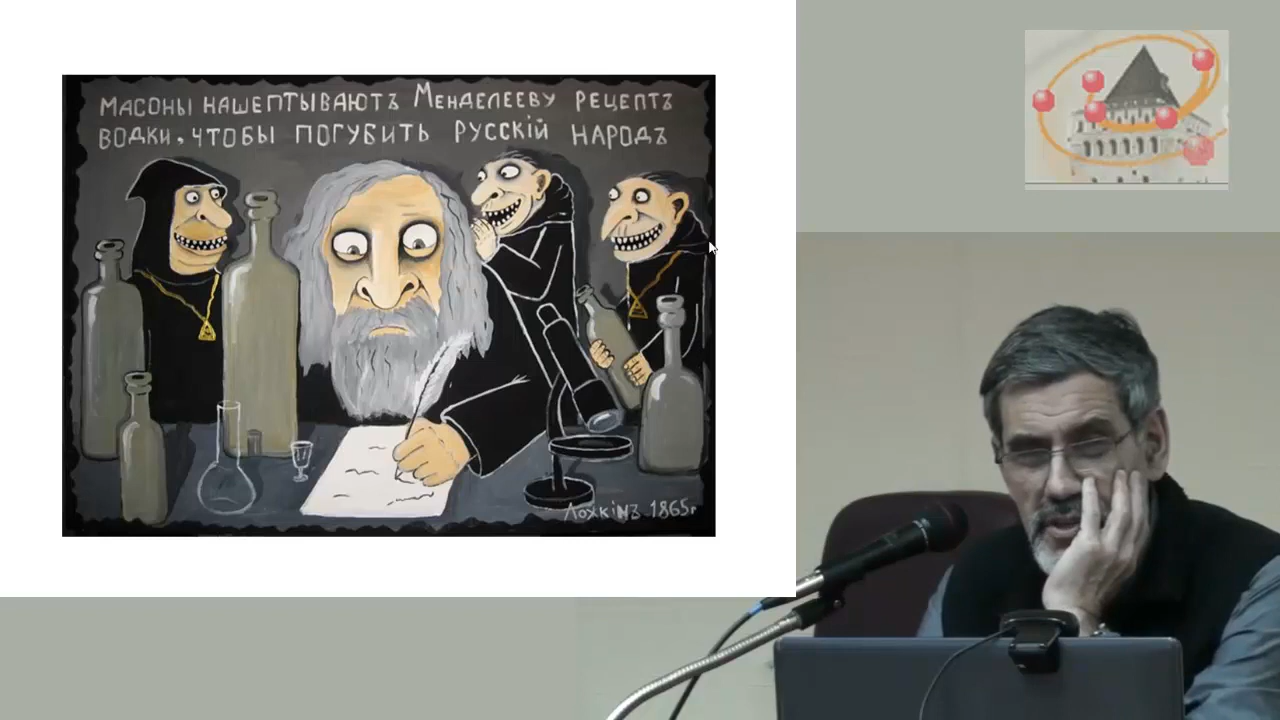 МАСОНЫ НАШЕПТЫВАЮТЪ МЕНДЕЛЕЕВУ РЕЦЕПТЪ
ВОДКИ, ЧТОБЫ ПОГУБИТЬ РУССКІЙ НАРОДЪ
ЛОХКІНЪ 1865г